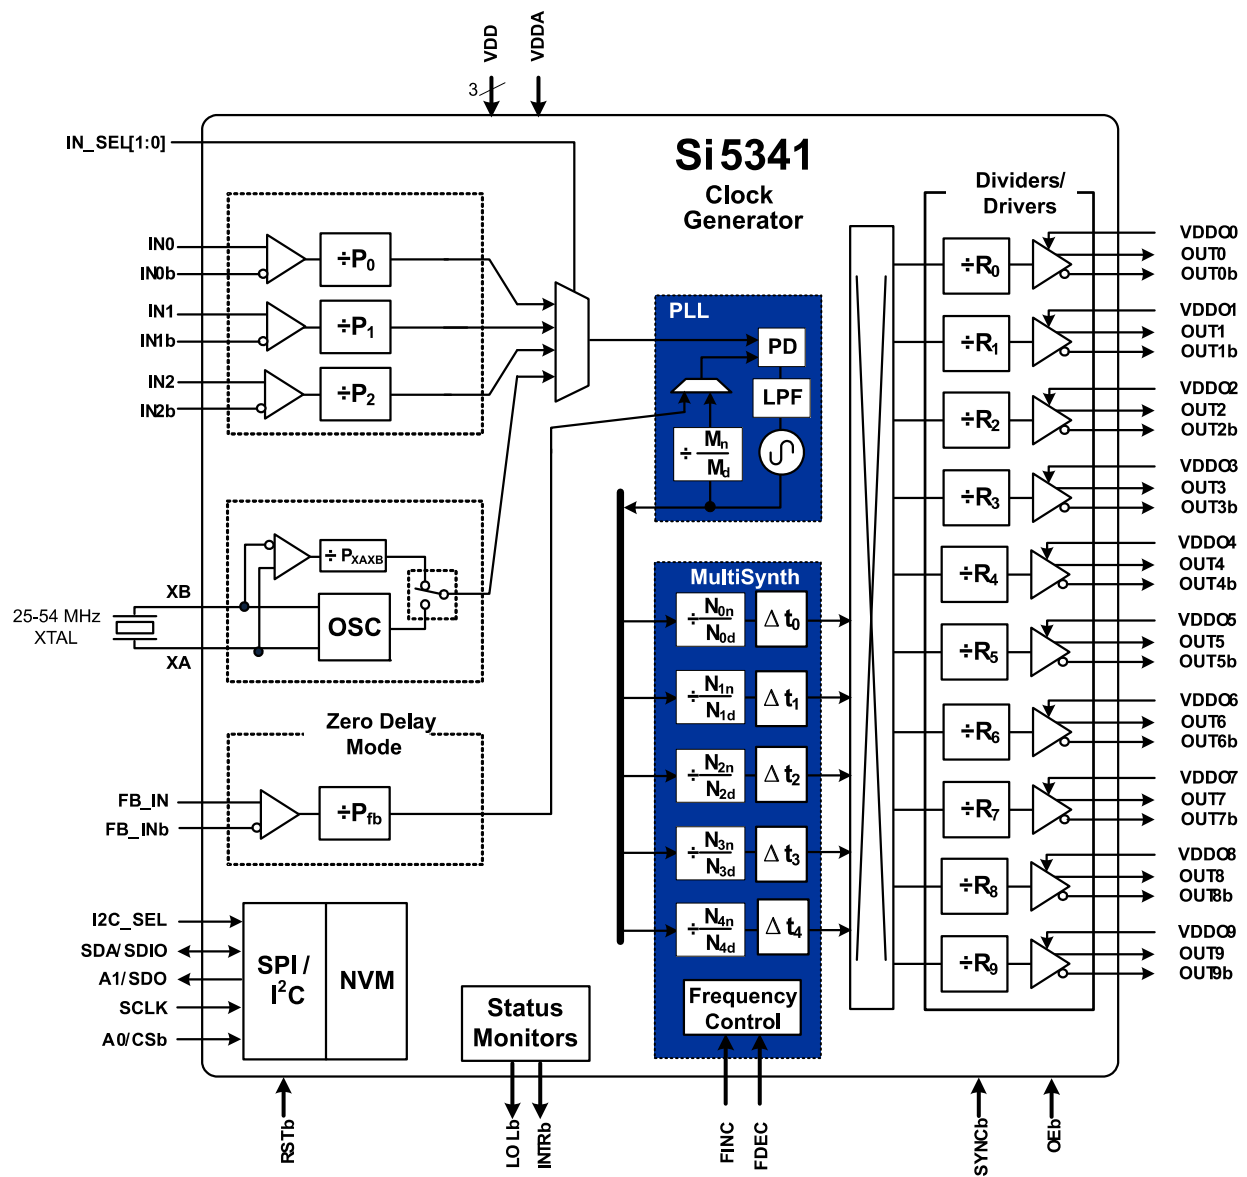 VDD
VDDA
3
IN_SEL[1:0]
Si5341
Clock
Generator
Dividers/
Drivers
IN0
IN0b
÷P0
IN1
IN1b
÷P1
IN2
IN2b
÷P2
PLL
PD
LPF
÷ Mn
Md
25-54 MHz
XTAL
XB
XA
÷ PXAXB
OSC
Zero Delay
Mode
FB_IN
FB_INb
÷Pfb
MultiSynth
÷ N0n
N0d
Δ t0
÷ N1n
N1d
Δ t1
÷ N2n
N2d
Δ t2
÷ N3n
N3d
Δ t3
÷ N4n
N4d
Δ t4
Frequency
Control
÷R0
VDDO0
OUT0
OUT0b
÷R1
VDDO1
OUT1
OUT1b
÷R2
VDDO2
OUT2
OUT2b
÷R3
VDDO3
OUT3
OUT3b
÷R4
VDDO4
OUT4
OUT4b
÷R5
VDDO5
OUT5
OUT5b
÷R6
VDDO6
OUT6
OUT6b
÷R7
VDDO7
OUT7
OUT7b
÷R8
VDDO8
OUT8
OUT8b
÷R9
VDDO9
OUT9
OUT9b
I2C_SEL
SDA/SDIO
A1/SDO
SCLK
A0/CSb
SPI/
I²C
NVM
Status
Monitors
RSTb
LOLb
INTRb
FINC
FDEC
SYNCb
OEb